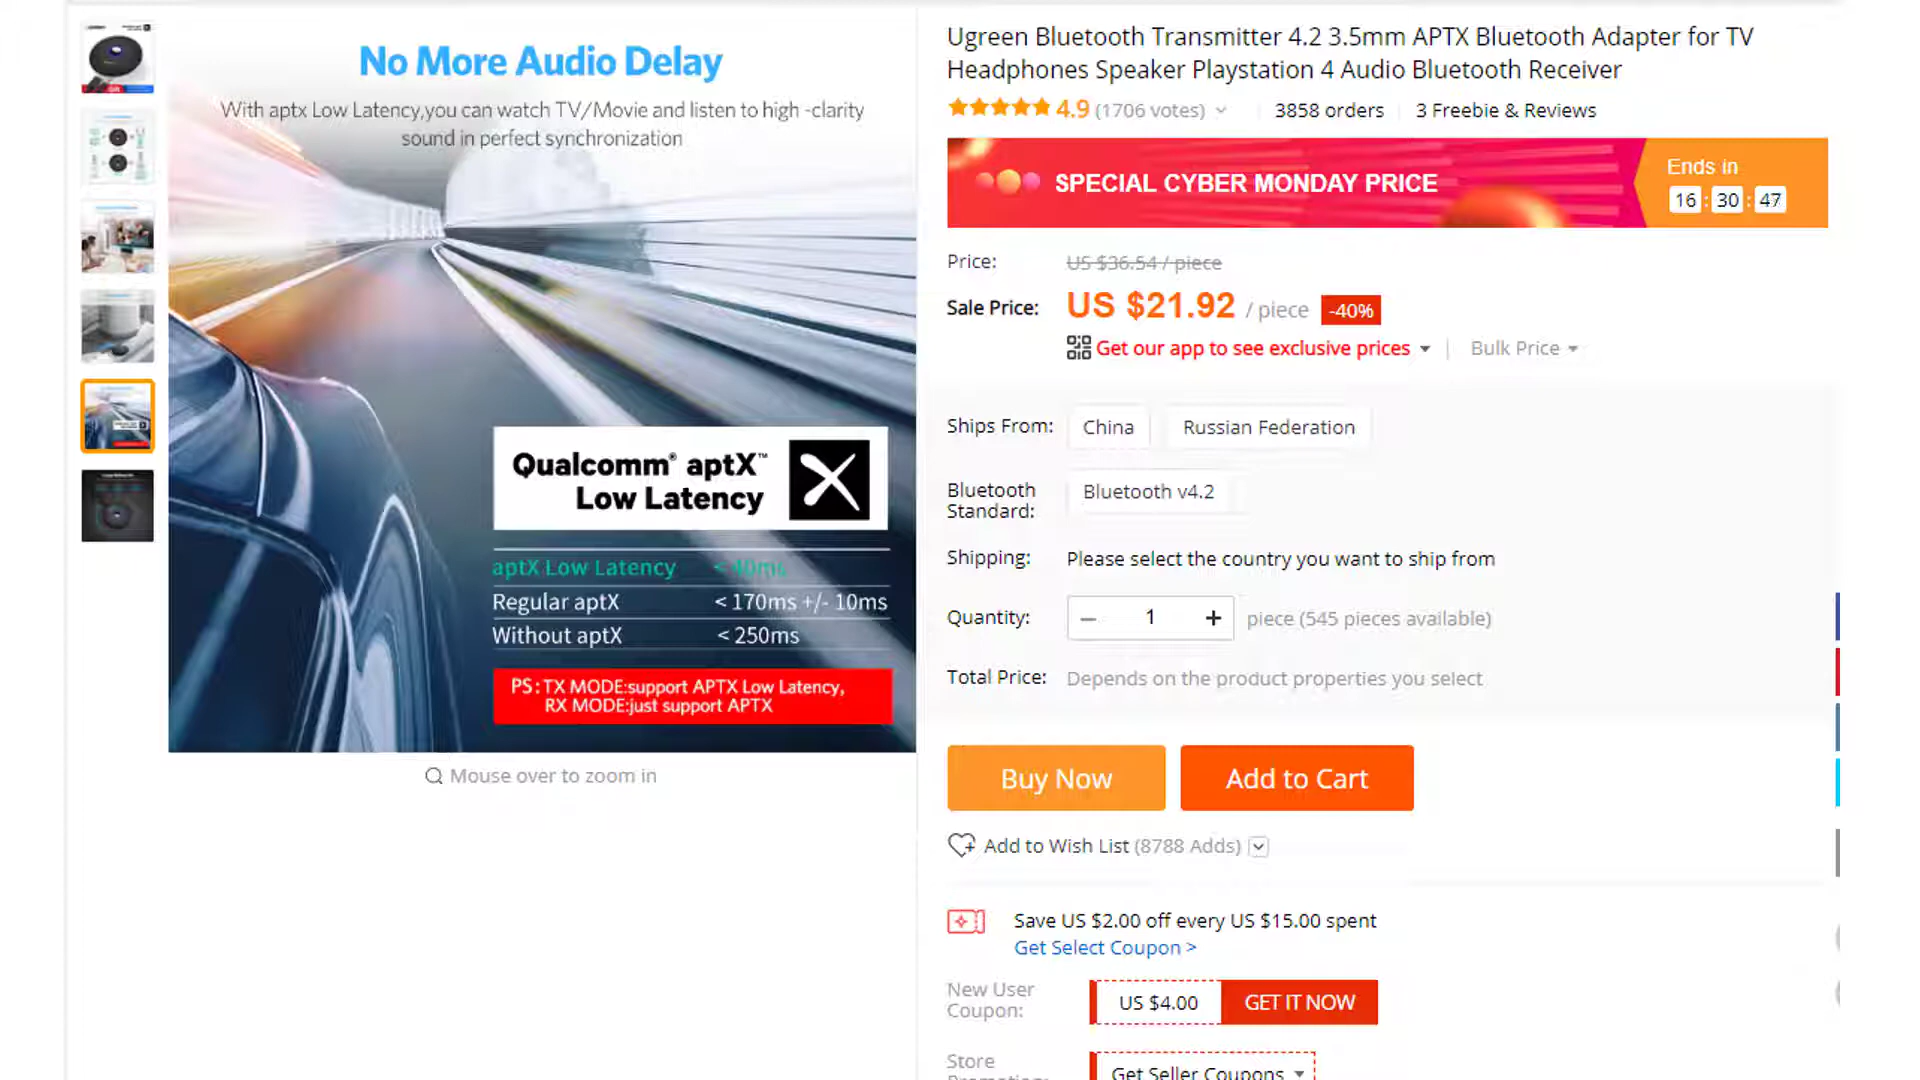 No More Audio Delay
With aptx Low Latency,you can watch TV/Movie and listen to high -clarity
sound in perfect synchronization
Qualcomm® aptX™
Low Latency
aptX Low Latency < 40ms
Regular aptX < 170ms +/- 10ms
Without aptX < 250ms
PS:TX MODE:support APTX Low Latency,
RX MODE:just support APTX
Mouse over to zoom in
Ugreen Bluetooth Transmitter 4.2 3.5mm APTX Bluetooth Adapter for TV
Headphones Speaker Playstation 4 Audio Bluetooth Receiver
4.9 (1706 votes) 3858 orders 3 Freebie & Reviews
SPECIAL CYBER MONDAY PRICE
Ends in
16 : 30 : 47
Price: US $36.54 / piece
Sale Price: US $21.92 / piece -40%
Get our app to see exclusive prices Bulk Price
Ships From: China Russian Federation
Bluetooth
Standard: Bluetooth v4.2
Shipping: Please select the country you want to ship from
Quantity: – 1 + piece (545 pieces available)
Total Price: Depends on the product properties you select
Buy Now Add to Cart
Add to Wish List (8788 Adds)
Save US $2.00 off every US $15.00 spent
Get Select Coupon >
New User
Coupon: US $4.00 GET IT NOW
Store
Get Seller Coupons